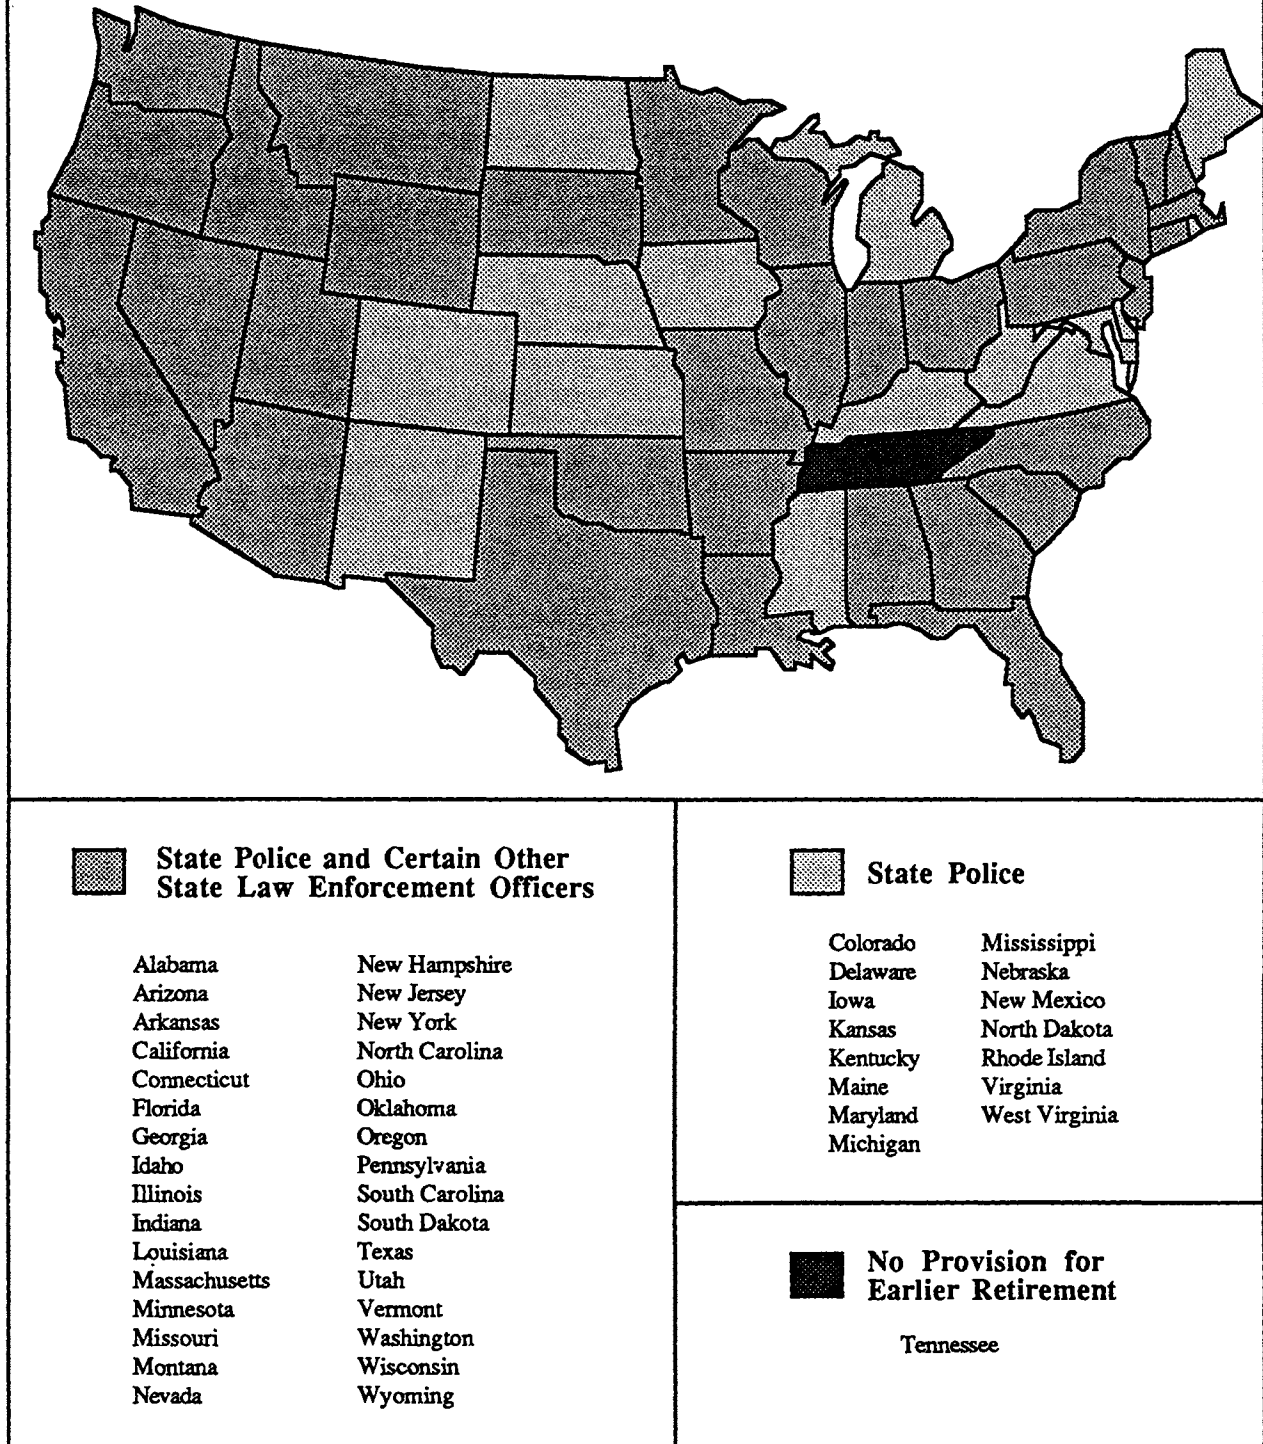 State Police and Certain Other
State Law Enforcement Officers
Alabama
Arizona
Arkansas
California
Connecticut
Florida
Georgia
Idaho
Illinois
Indiana
Louisiana
Massachusetts
Minnesota
Missouri
Montana
Nevada
New Hampshire
New Jersey
New York
North Carolina
Ohio
Oklahoma
Oregon
Pennsylvania
South Carolina
South Dakota
Texas
Utah
Vermont
Washington
Wisconsin
Wyoming
State Police
Colorado
Delaware
Iowa
Kansas
Kentucky
Maine
Maryland
Michigan
Mississippi
Nebraska
New Mexico
North Dakota
Rhode Island
Virginia
West Virginia
No Provision for
Earlier Retirement
Tennessee